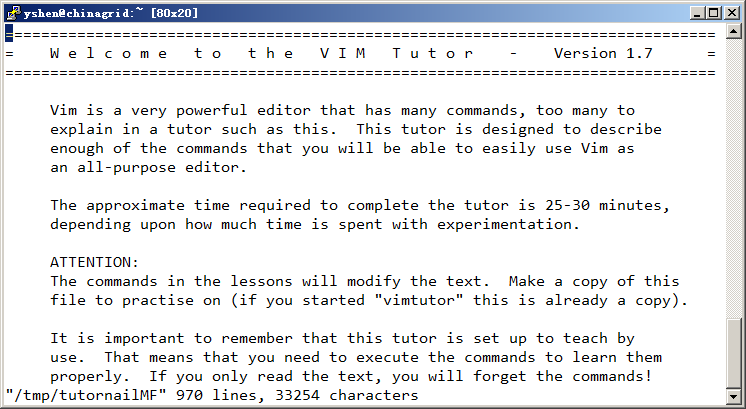 yshen@chinagrid:~ [80x20]
===============================================================================
=    W e l c o m e   t o   t h e   V I M   T u t o r    -    Version 1.7      =
===============================================================================
Vim is a very powerful editor that has many commands, too many to
explain in a tutor such as this.  This tutor is designed to describe
enough of the commands that you will be able to easily use Vim as
an all-purpose editor.
The approximate time required to complete the tutor is 25-30 minutes,
depending upon how much time is spent with experimentation.
ATTENTION:
The commands in the lessons will modify the text.  Make a copy of this
file to practise on (if you started "vimtutor" this is already a copy).
It is important to remember that this tutor is set up to teach by
use.  That means that you need to execute the commands to learn them
properly.  If you only read the text, you will forget the commands!
"/tmp/tutornailMF" 970 lines, 33254 characters